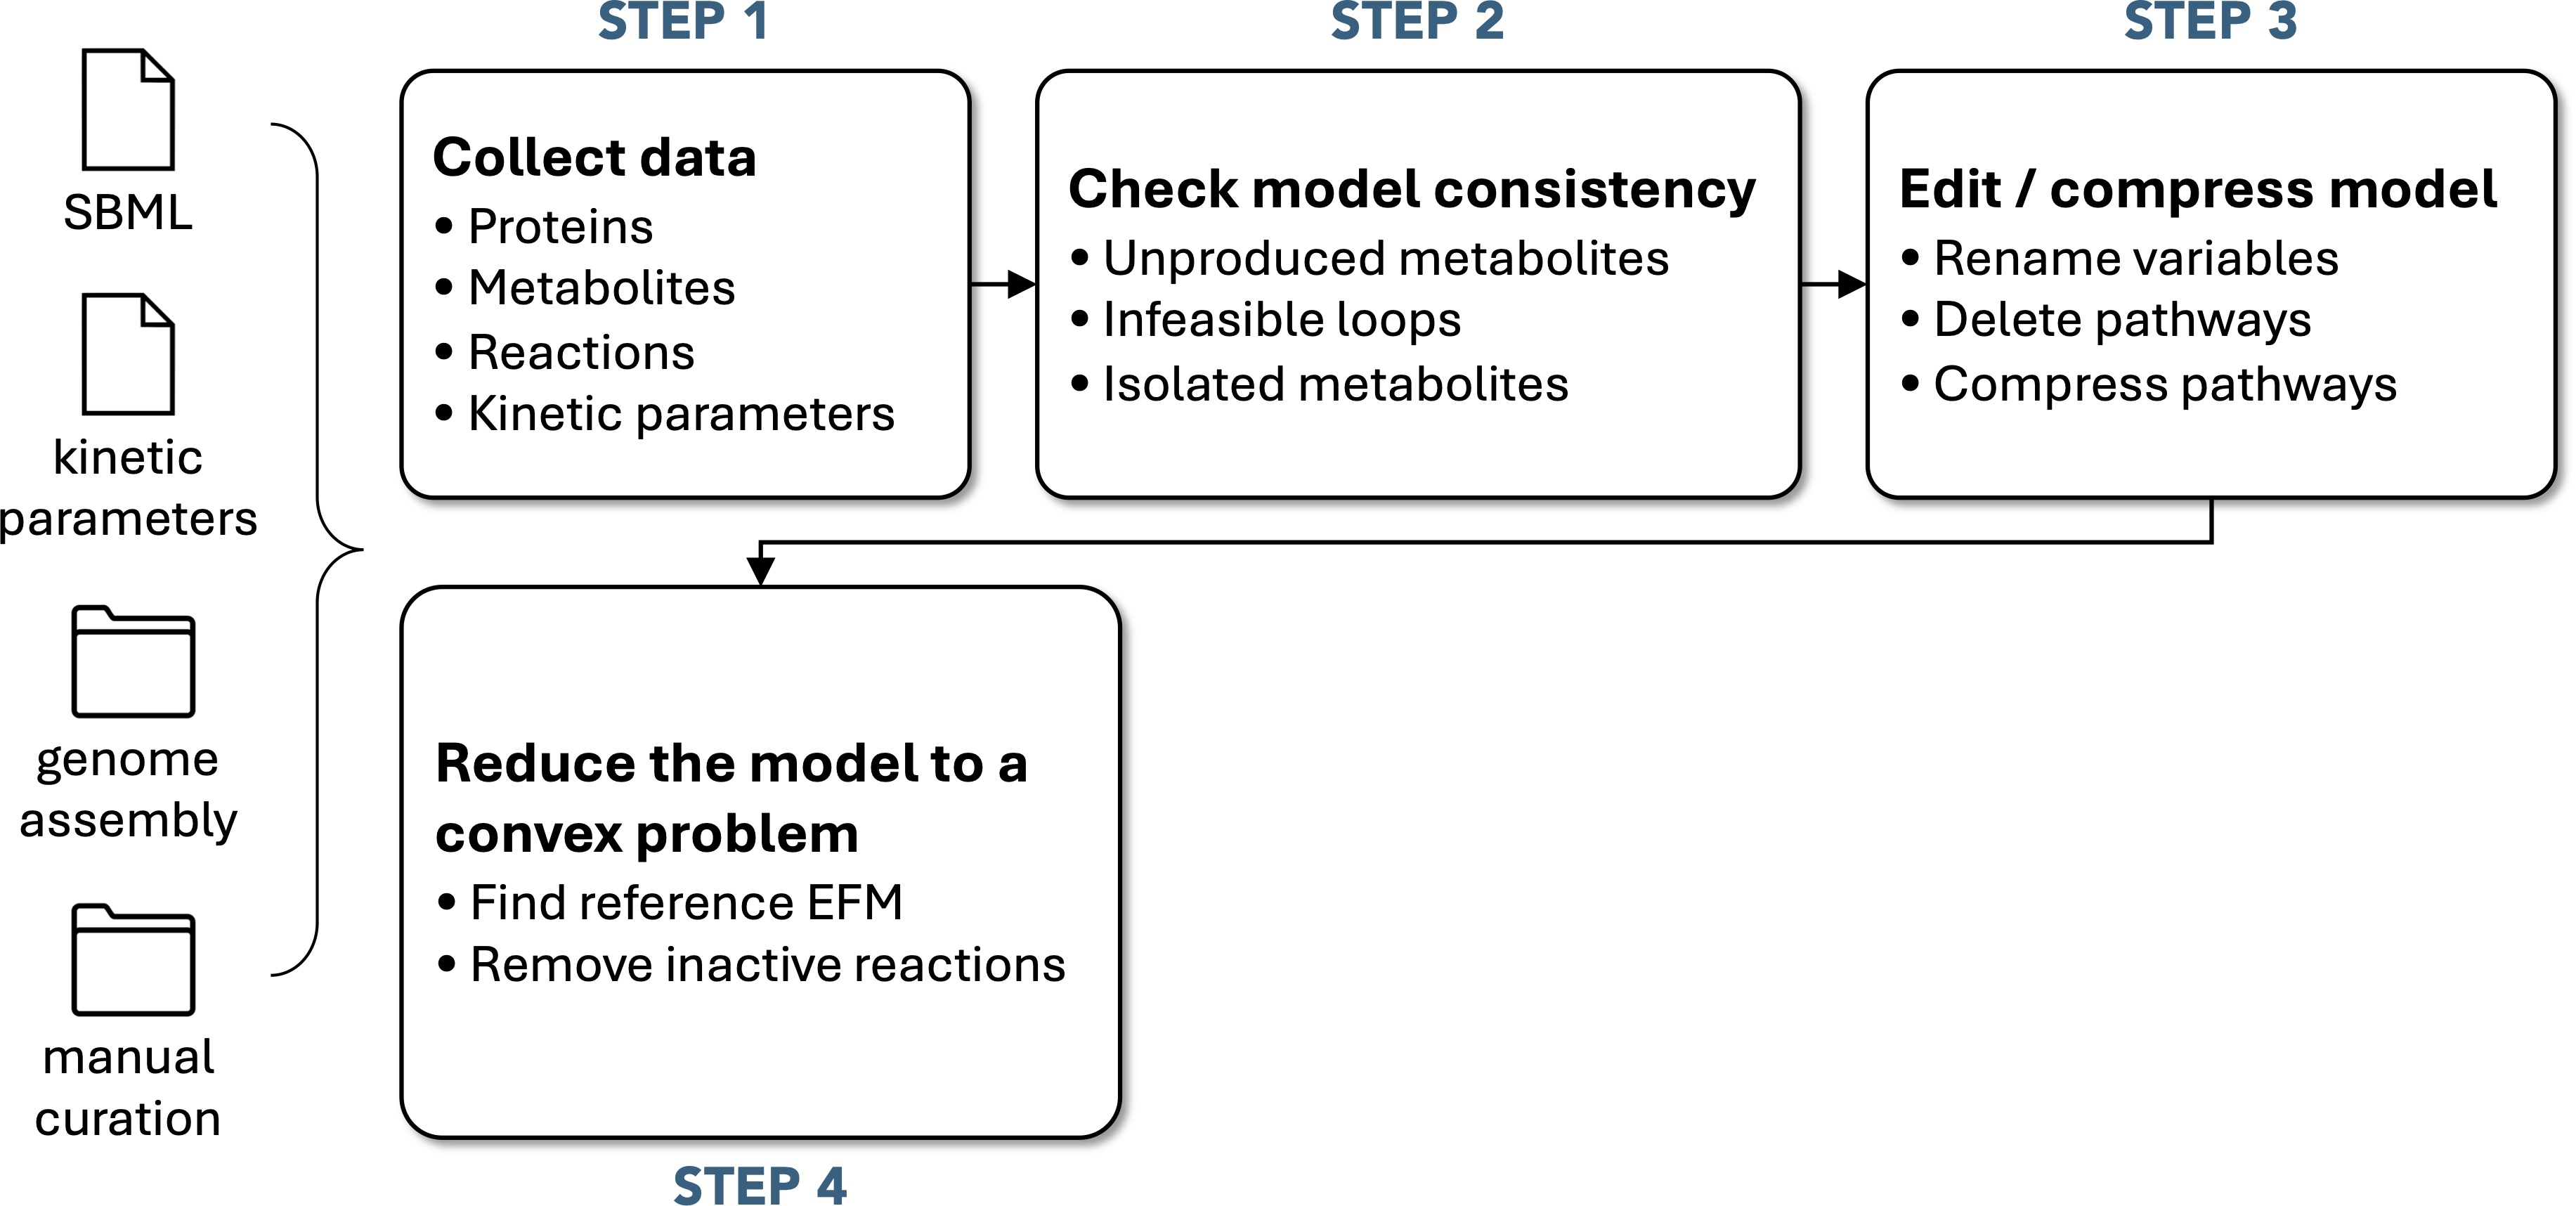 SBML
kinetic
parameters
genome
assembly
manual
curation
STEP 1
Collect data
• Proteins
• Metabolites
• Reactions
• Kinetic parameters
STEP 2
Check model consistency
• Unproduced metabolites
• Infeasible loops
• Isolated metabolites
STEP 3
Edit / compress model
• Rename variables
• Delete pathways
• Compress pathways
Reduce the model to a
convex problem
• Find reference EFM
• Remove inactive reactions
STEP 4